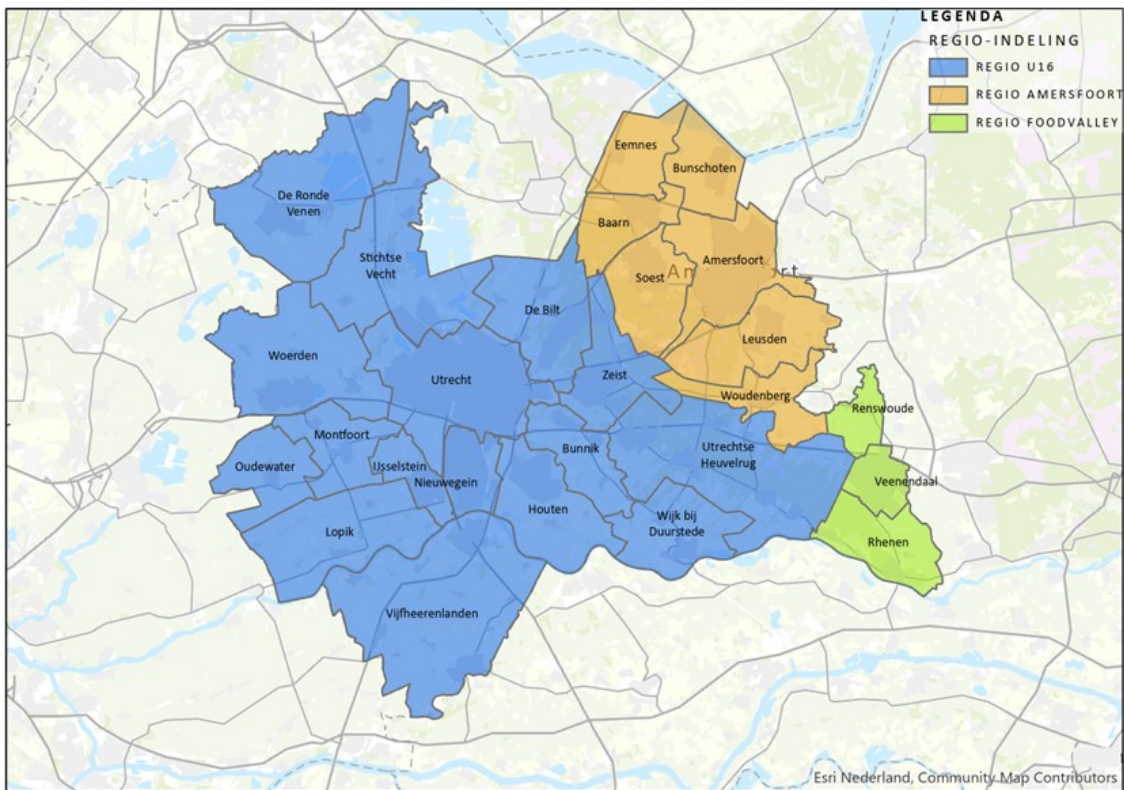 LEGENDA
REGIO-INDELING
REGIO U16
REGIO AMERSFOORT
REGIO FOODVALLEY
Eemnes
Bunschoten
De Ronde
Venen
Baarn
Stichtse
Vecht
Amersfoort
Soest
Am rt
De Bilt
Leusden
Woerden
Utrecht
Zeist
Woudenberg
Renswoude
Montfoort
Bunnik
Utrechtse
Heuvelrug
Oudewater
IJsselstein
Nieuwegein
Veenendaal
Houten
Wijk bij
Duurstede
Lopik
Rhenen
Vijfheerenlanden
Esri Nederland, Community Map Contributors